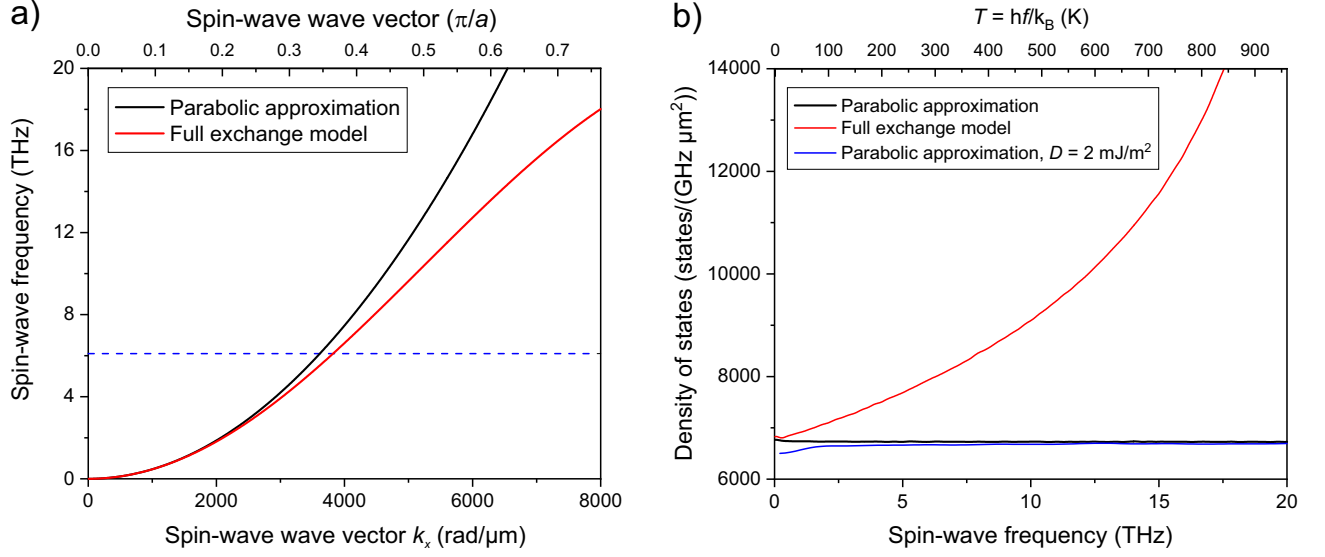 a)
Spin-wave wave vector (π/a)
0.0 0.1 0.2 0.3 0.4 0.5 0.6 0.7
20
16
12
8
4
0
Spin-wave frequency (THz)
Parabolic approximation
Full exchange model
0 2000 4000 6000 8000
Spin-wave wave vector kₓ (rad/µm)
b)
T = hf/k_B (K)
0 100 200 300 400 500 600 700 800 900
14000
12000
10000
8000
6000
Density of states (states/(GHz µm²))
Parabolic approximation
Full exchange model
Parabolic approximation, D = 2 mJ/m²
0 5 10 15 20
Spin-wave frequency (THz)